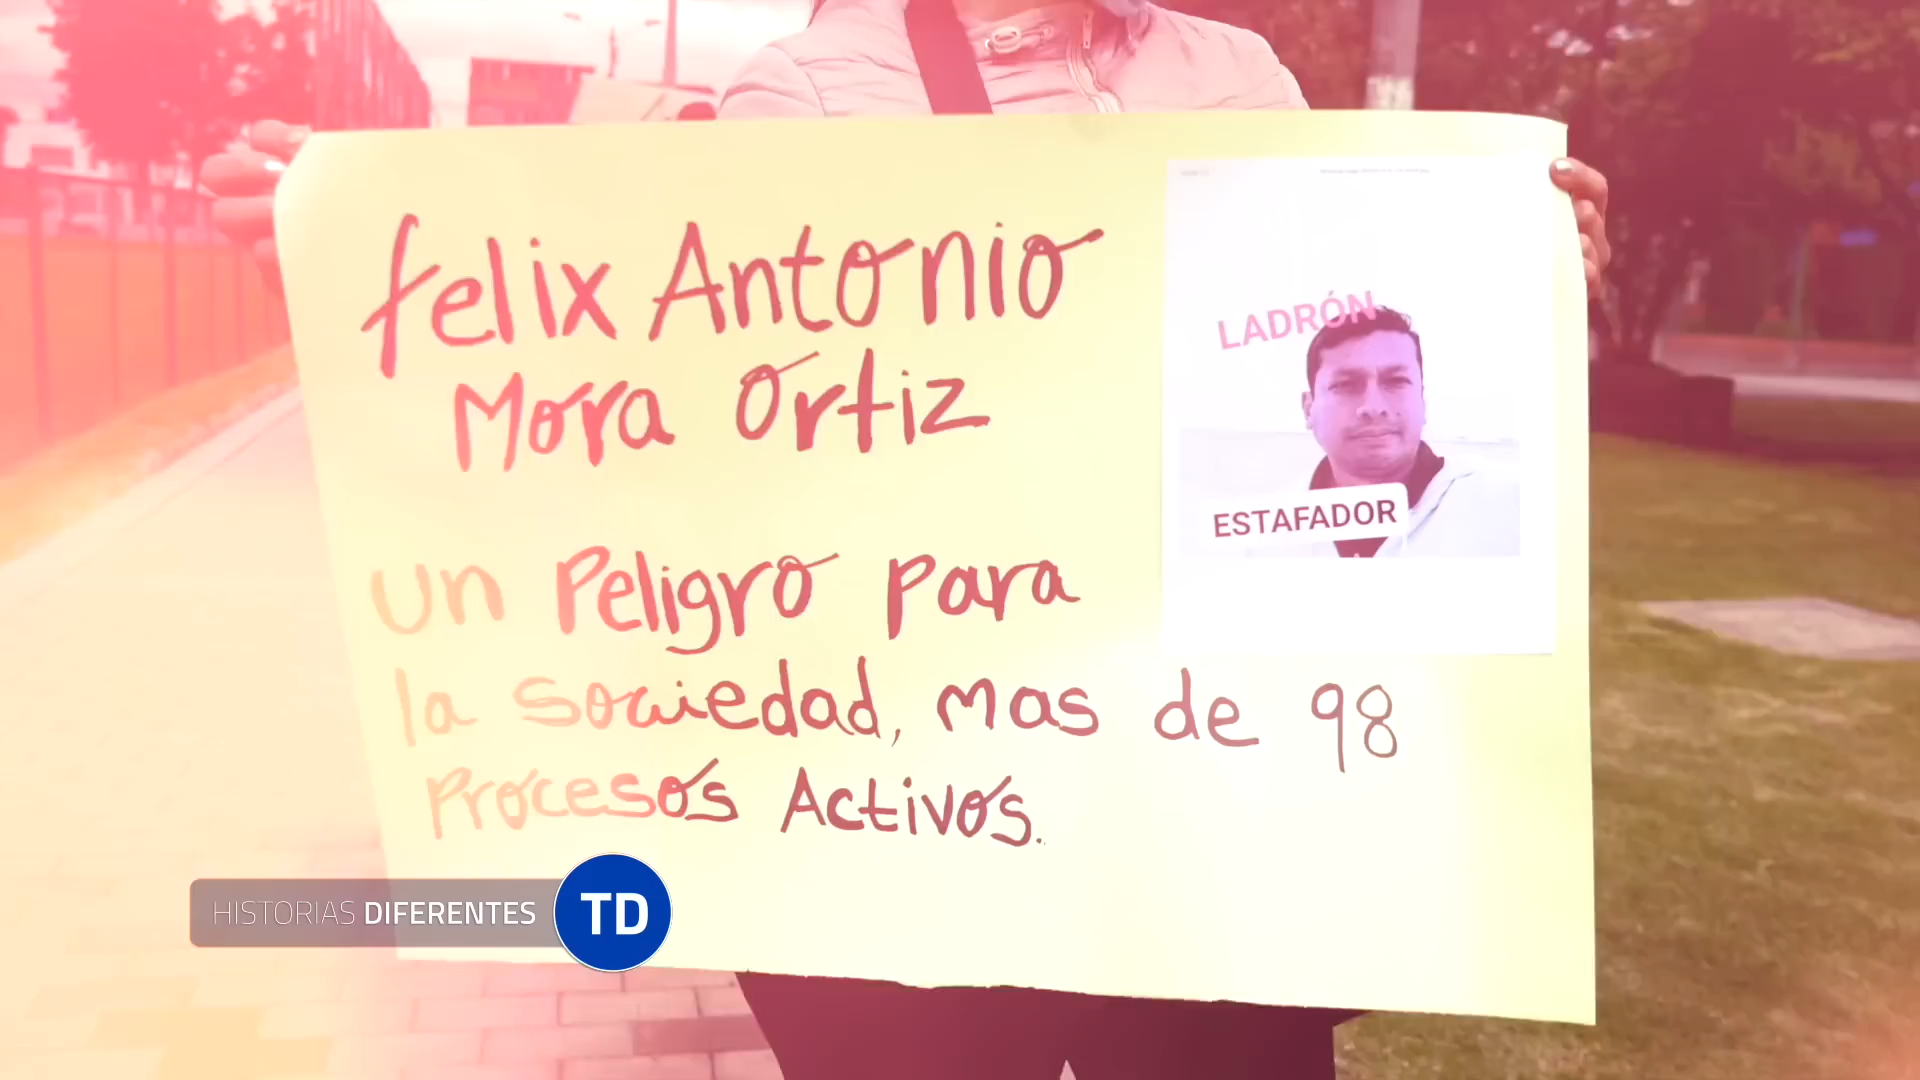 felix Antonio
Mora Ortiz
LADRÓN
ESTAFADOR
un Peligro para
la sociedad, mas de 98
Procesos Activos.
HISTORIAS DIFERENTES
TD